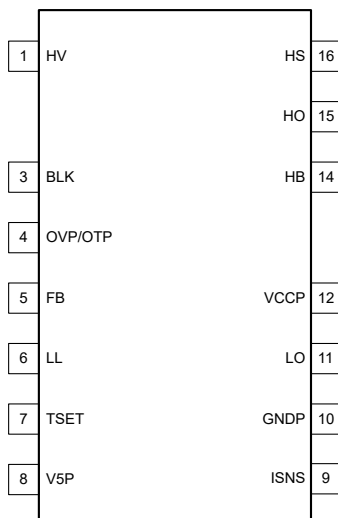 1 HV HS 16
HO 15
3 BLK HB 14
4 OVP/OTP
5 FB VCCP 12
6 LL LO 11
7 TSET GNDP 10
8 V5P ISNS 9